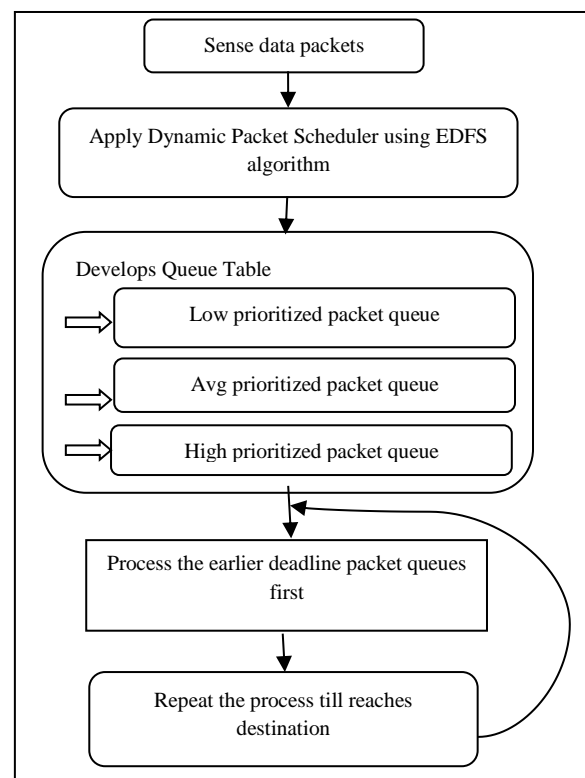 Sense data packets
Apply Dynamic Packet Scheduler using EDFS
algorithm
Develops Queue Table
Low prioritized packet queue
Avg prioritized packet queue
High prioritized packet queue
Process the earlier deadline packet queues
first
Repeat the process till reaches
destination